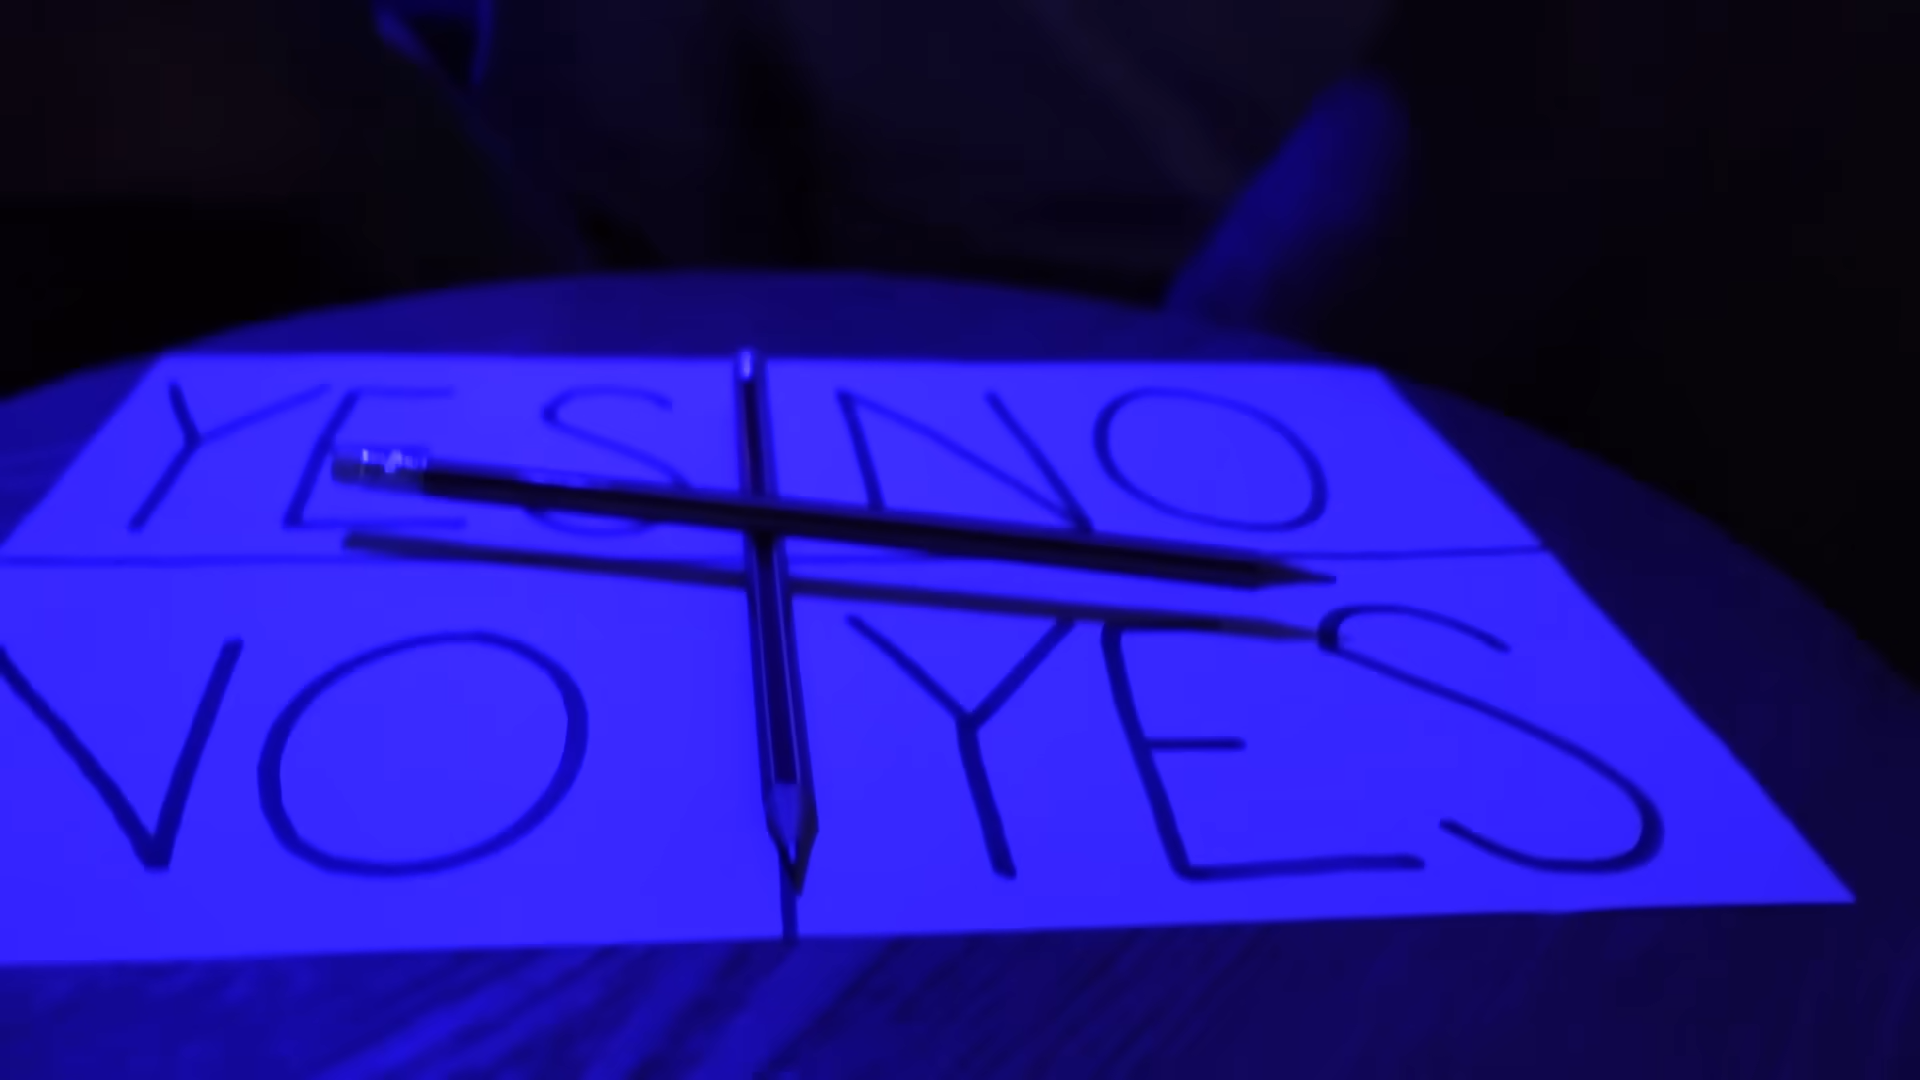 YES NO
NO YES